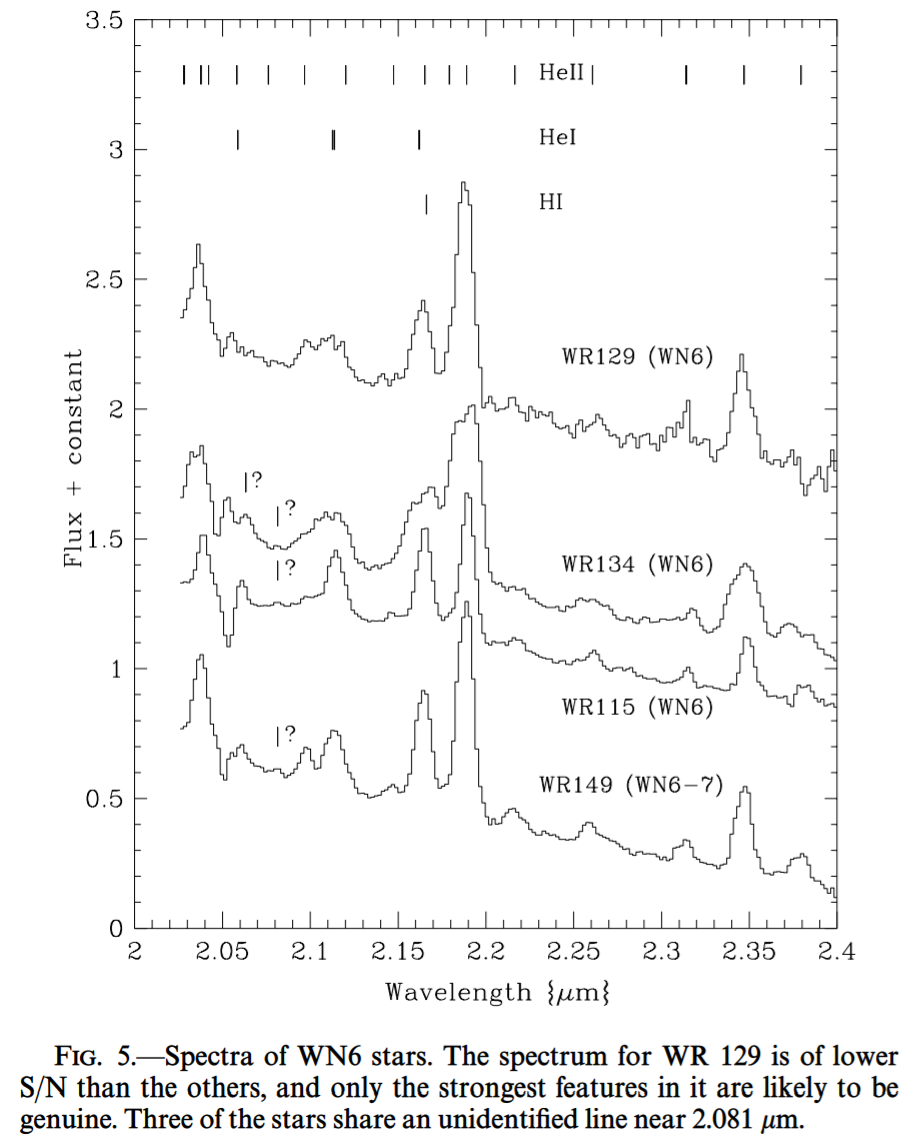 3.5
HeII
3
HeI
HI
2.5
WR129 (WN6)
2
|?
|?
1.5
|?
WR134 (WN6)
1
WR115 (WN6)
|?
WR149 (WN6−7)
0.5
0
2 2.05 2.1 2.15 2.2 2.25 2.3 2.35 2.4
Flux + constant
Wavelength {μm}
FIG. 5.—Spectra of WN6 stars. The spectrum for WR 129 is of lower
S/N than the others, and only the strongest features in it are likely to be
genuine. Three of the stars share an unidentified line near 2.081 μm.